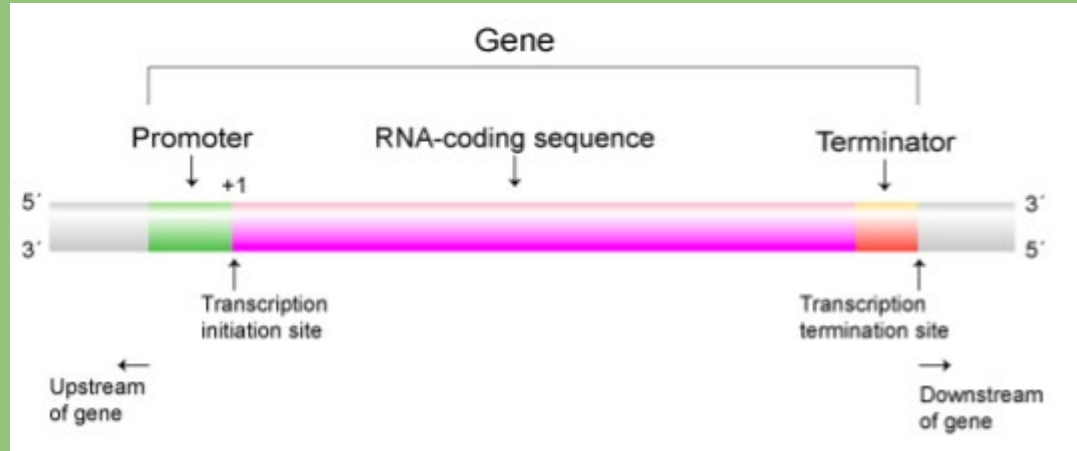 Gene
Promoter
RNA-coding sequence
Terminator
+1
5´
3´
3´
5´
Transcription
initiation site
Transcription
termination site
Upstream
of gene
Downstream
of gene